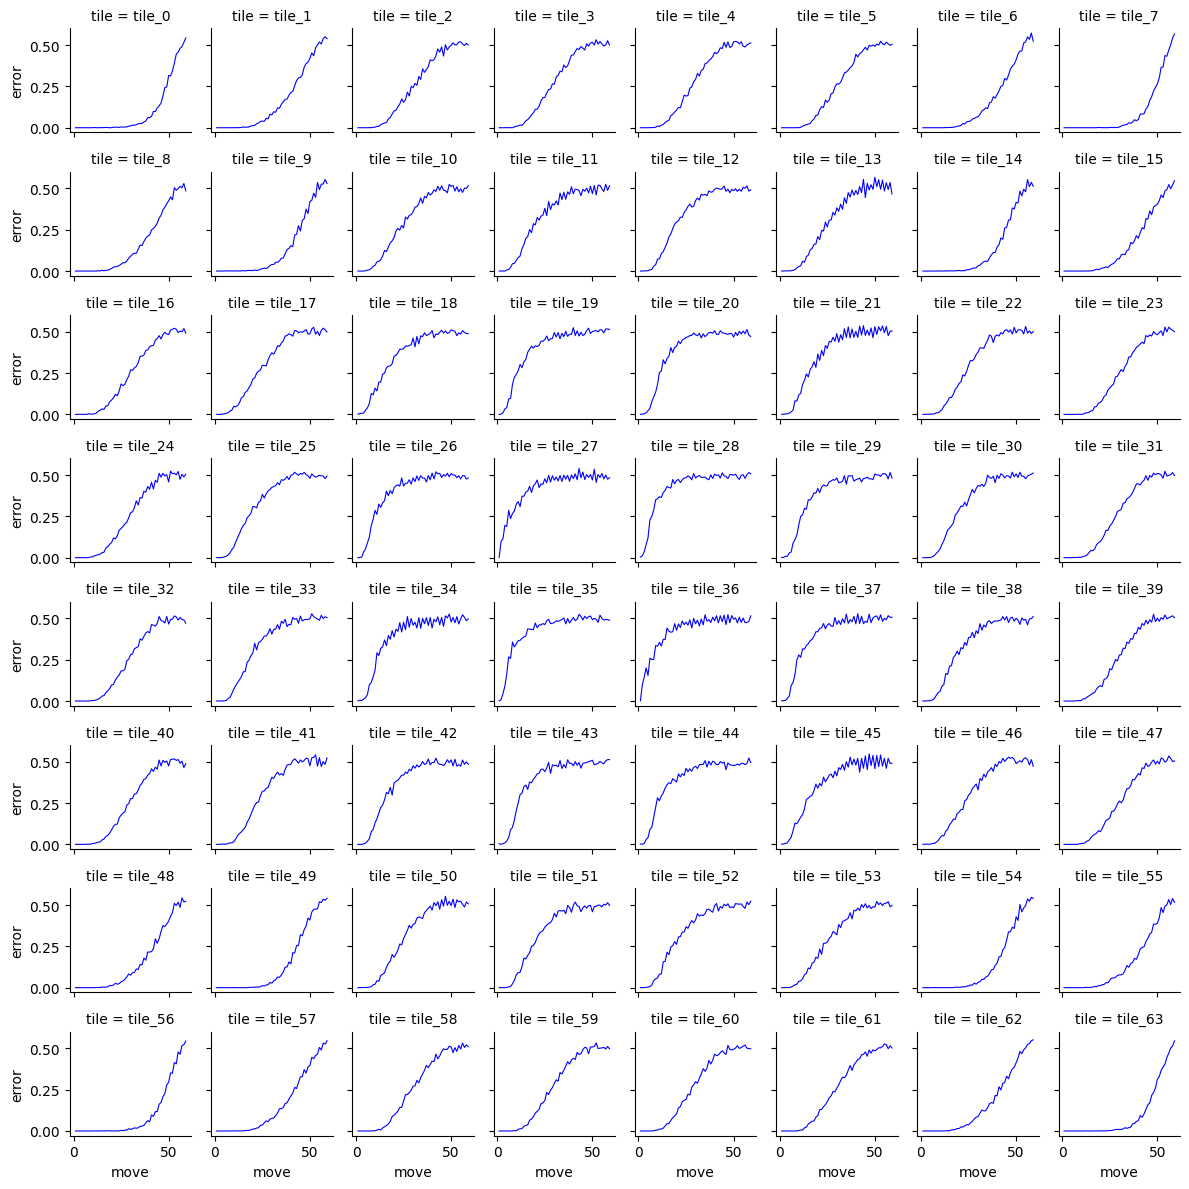 tile = tile_0 tile = tile_1 tile = tile_2 tile = tile_3 tile = tile_4 tile = tile_5 tile = tile_6 tile = tile_7
0.50
0.25
0.00
error
tile = tile_8 tile = tile_9 tile = tile_10 tile = tile_11 tile = tile_12 tile = tile_13 tile = tile_14 tile = tile_15
0.50
0.25
0.00
error
tile = tile_16 tile = tile_17 tile = tile_18 tile = tile_19 tile = tile_20 tile = tile_21 tile = tile_22 tile = tile_23
0.50
0.25
0.00
error
tile = tile_24 tile = tile_25 tile = tile_26 tile = tile_27 tile = tile_28 tile = tile_29 tile = tile_30 tile = tile_31
0.50
0.25
0.00
error
tile = tile_32 tile = tile_33 tile = tile_34 tile = tile_35 tile = tile_36 tile = tile_37 tile = tile_38 tile = tile_39
0.50
0.25
0.00
error
tile = tile_40 tile = tile_41 tile = tile_42 tile = tile_43 tile = tile_44 tile = tile_45 tile = tile_46 tile = tile_47
0.50
0.25
0.00
error
tile = tile_48 tile = tile_49 tile = tile_50 tile = tile_51 tile = tile_52 tile = tile_53 tile = tile_54 tile = tile_55
0.50
0.25
0.00
error
tile = tile_56 tile = tile_57 tile = tile_58 tile = tile_59 tile = tile_60 tile = tile_61 tile = tile_62 tile = tile_63
0.50
0.25
0.00
error
0 50 0 50 0 50 0 50 0 50 0 50 0 50 0 50
move move move move move move move move